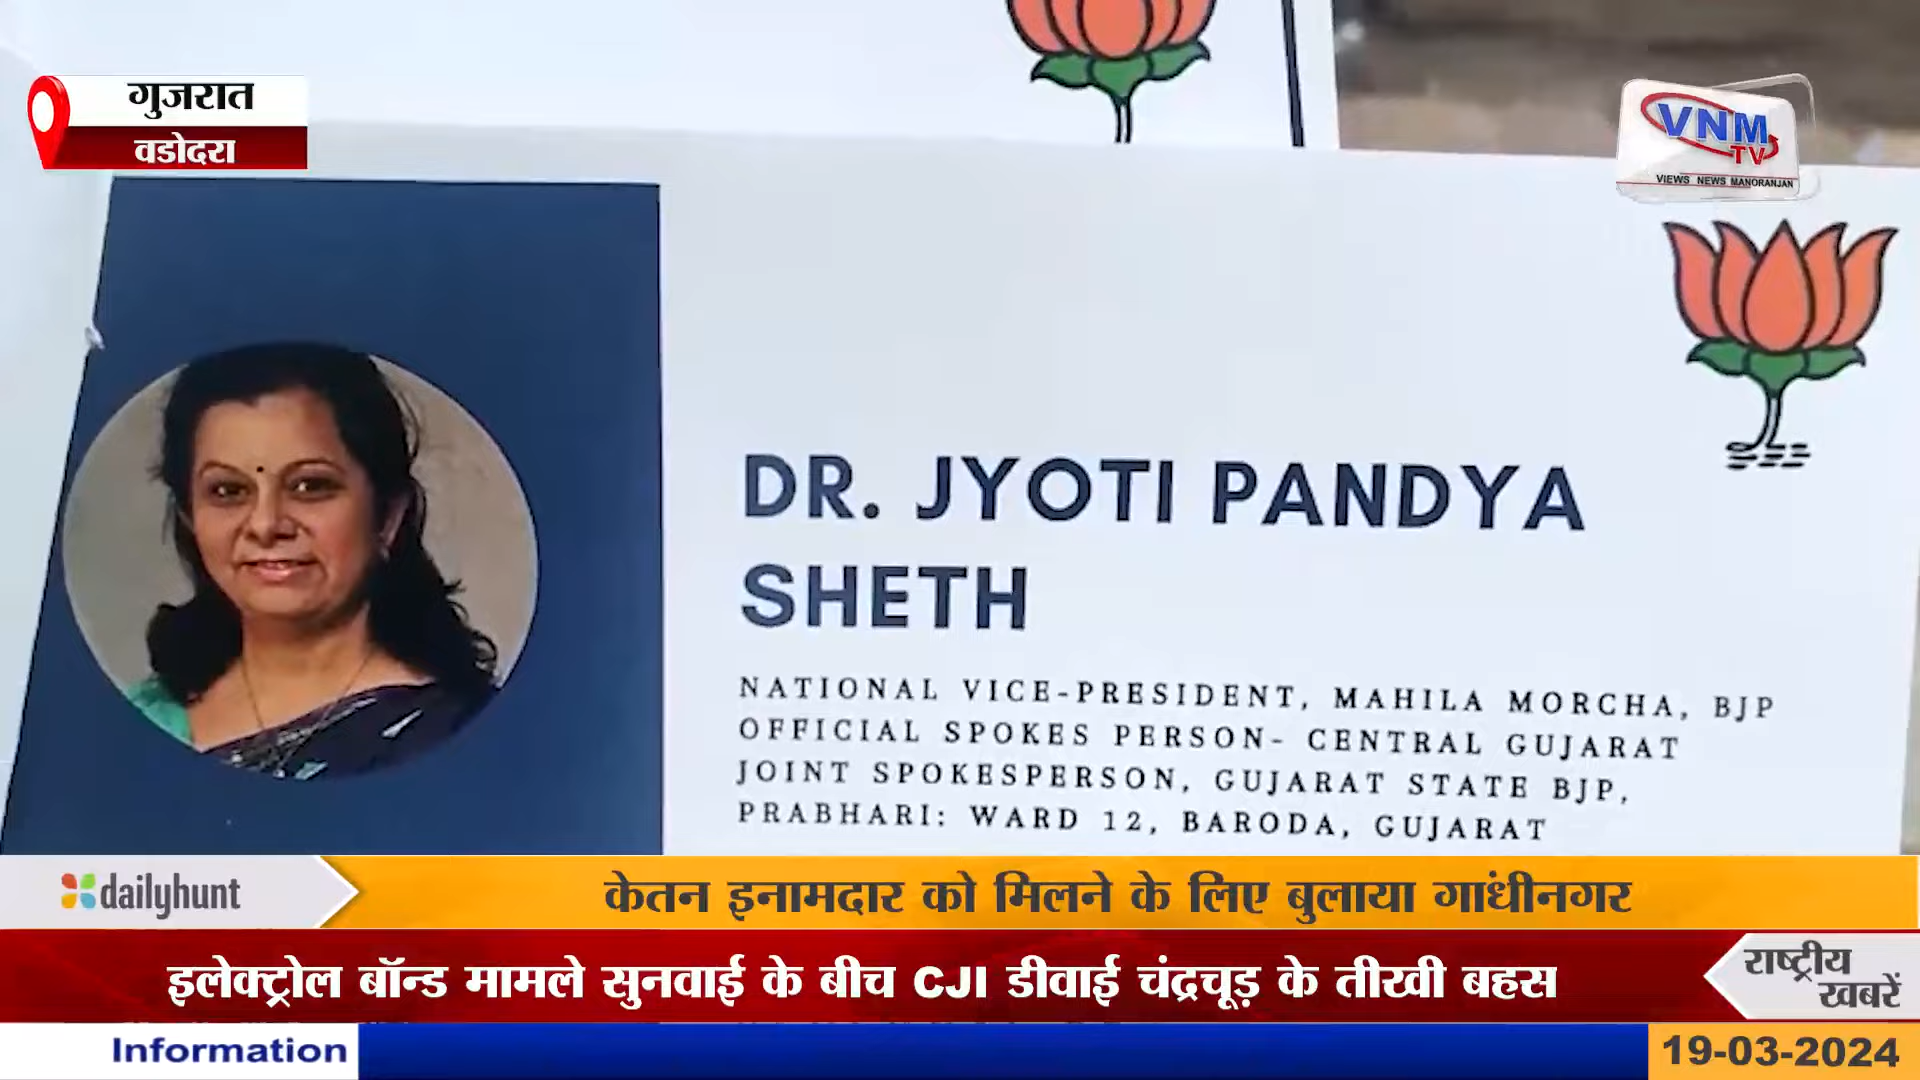 गुजरात
वडोदरा
VNM
TV
VIEWS NEWS MANORANJAN
DR. JYOTI PANDYA
SHETH
NATIONAL VICE-PRESIDENT, MAHILA MORCHA, BJP
OFFICIAL SPOKES PERSON- CENTRAL GUJARAT
JOINT SPOKESPERSON, GUJARAT STATE BJP,
PRABHARI: WARD 12, BARODA, GUJARAT
dailyhunt
केतन इनामदार को मिलने के लिए बुलाया गांधीनगर
इलेक्ट्रोल बॉन्ड मामले सुनवाई के बीच CJI डीवाई चंद्रचूड़ के तीखी बहस
राष्ट्रीय
खबरें
Information
19-03-2024